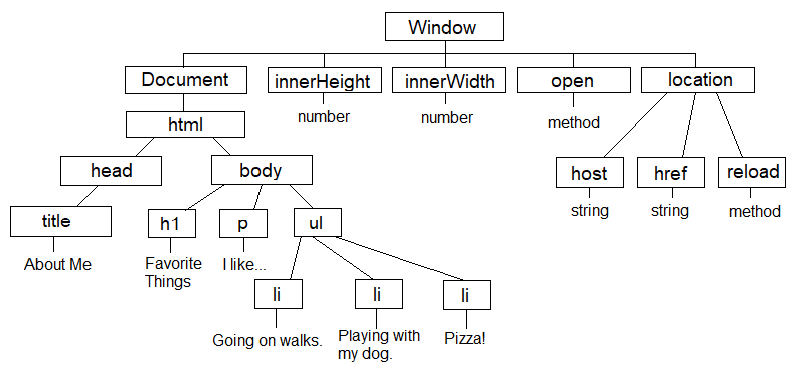 Window
Document
innerHeight
innerWidth
open
location
number
number
method
html
head
body
host
href
reload
string
string
method
title
h1
p
ul
About Me
Favorite
Things
I like...
li
li
li
Going on walks.
Playing with
my dog.
Pizza!